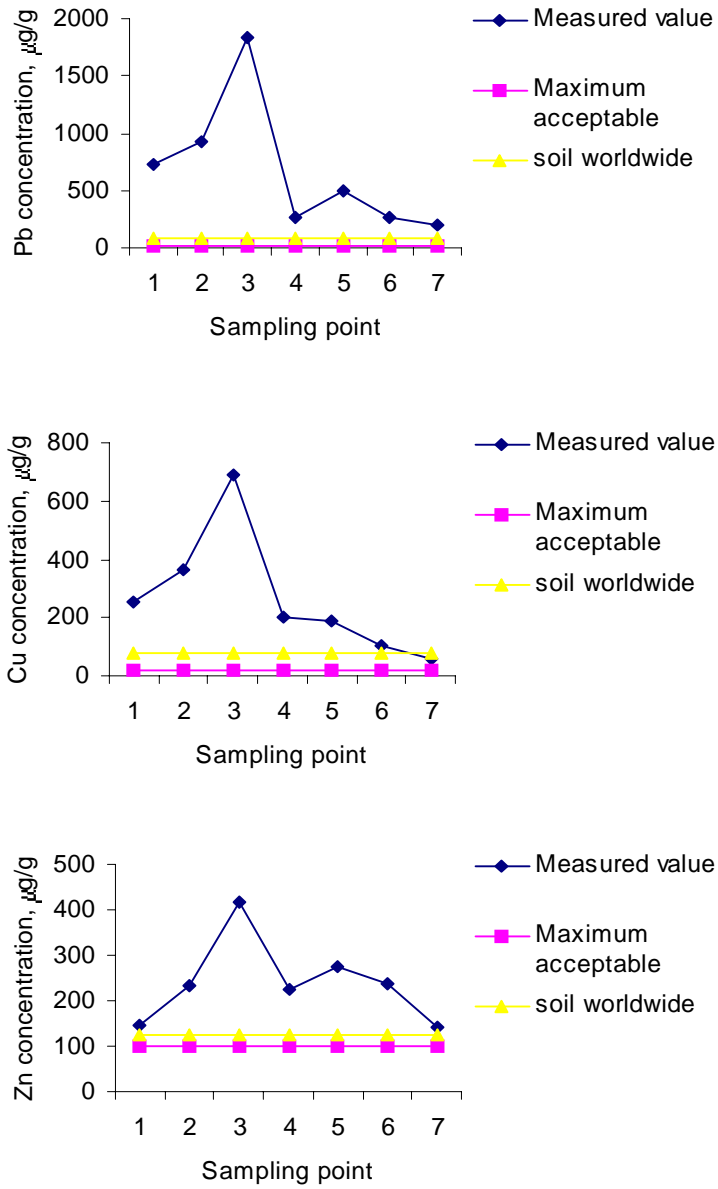 Pb concentration, µg/g
2000
1500
1000
500
0
1 2 3 4 5 6 7
Sampling point
Measured value
Maximum
acceptable
soil worldwide
Cu concentration, µg/g
800
600
400
200
0
1 2 3 4 5 6 7
Sampling point
Measured value
Maximum
acceptable
soil worldwide
Zn concentration, µg/g
500
400
300
200
100
0
1 2 3 4 5 6 7
Sampling point
Measured value
Maximum
acceptable
soil worldwide